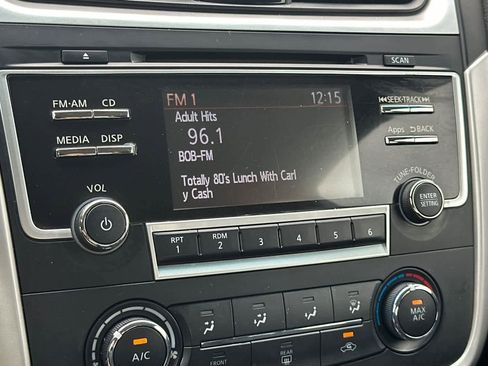 SCAN
FM·AM CD
MEDIA DISP
VOL
FM 1 12:15
Adult Hits
96.1
BOB-FM
Totally 80's Lunch With Carl
y Cash
SEEK·TRACK
Apps BACK
TUNE·FOLDER
ENTER
SETTING
RPT
1
RDM
2
3
4
5
6
A/C
FRONT
REAR
MAX
A/C